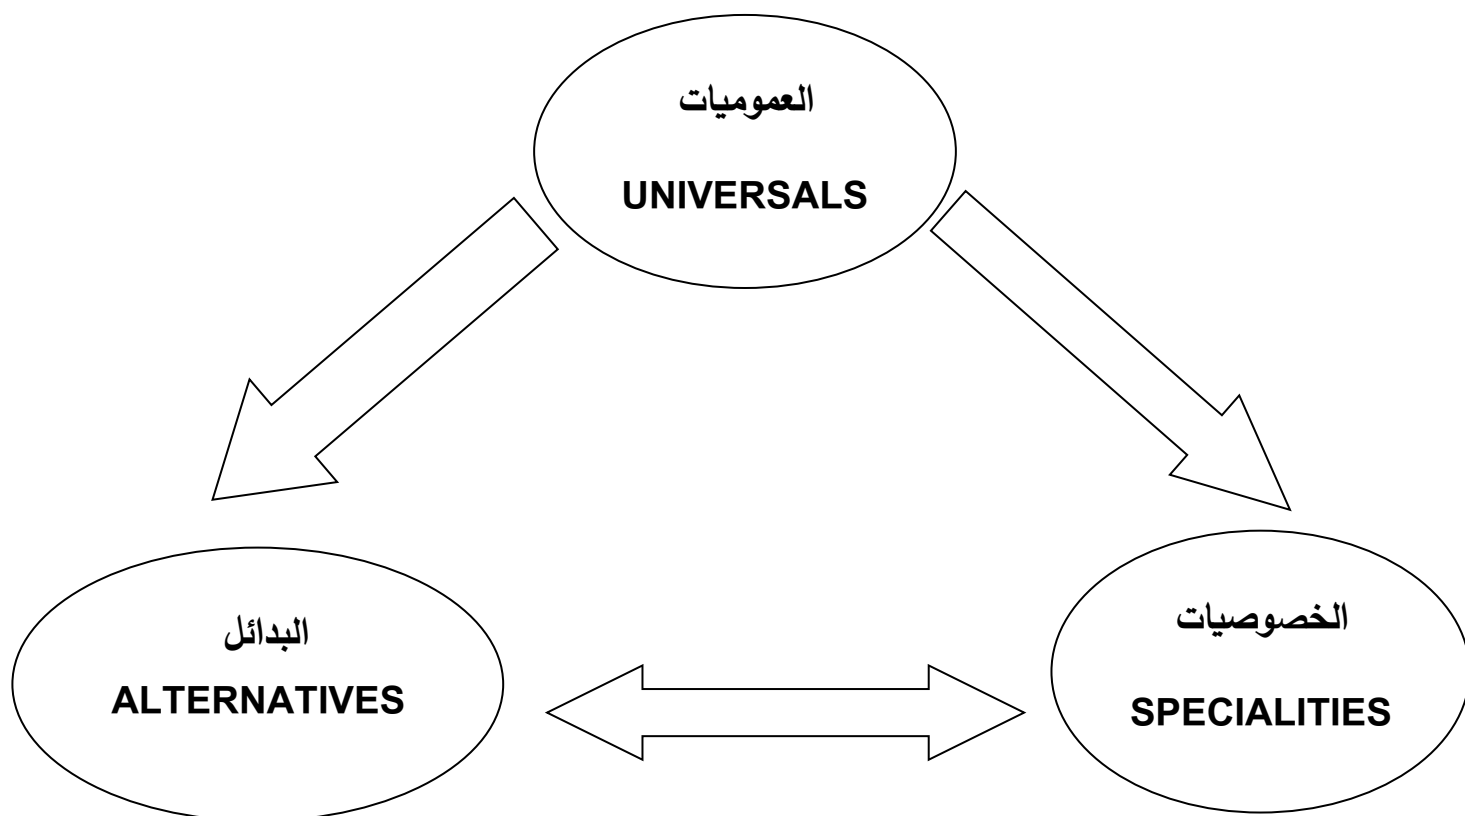 العموميات
UNIVERSALS
البدائل
ALTERNATIVES
الخصوصيات
SPECIALITIES